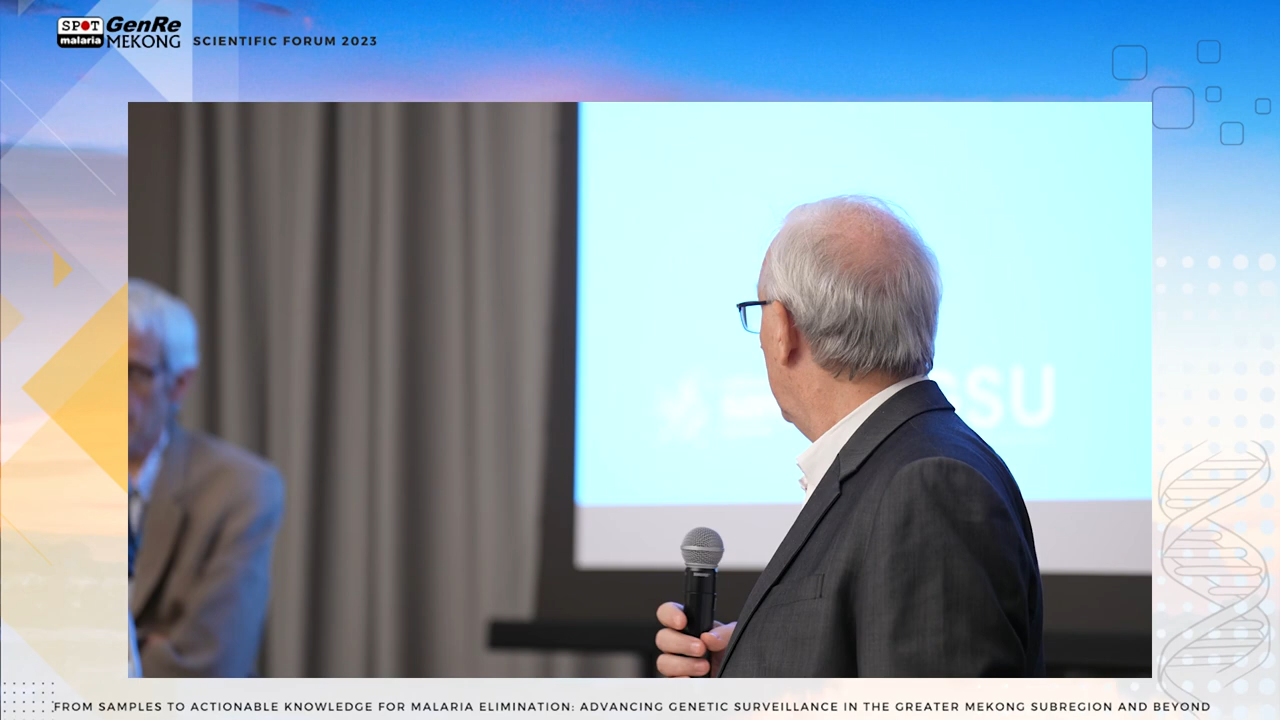 SPOT malaria
GenRe MEKONG
SCIENTIFIC FORUM 2023
SU
FROM SAMPLES TO ACTIONABLE KNOWLEDGE FOR MALARIA ELIMINATION: ADVANCING GENETIC SURVEILLANCE IN THE GREATER MEKONG SUBREGION AND BEYOND